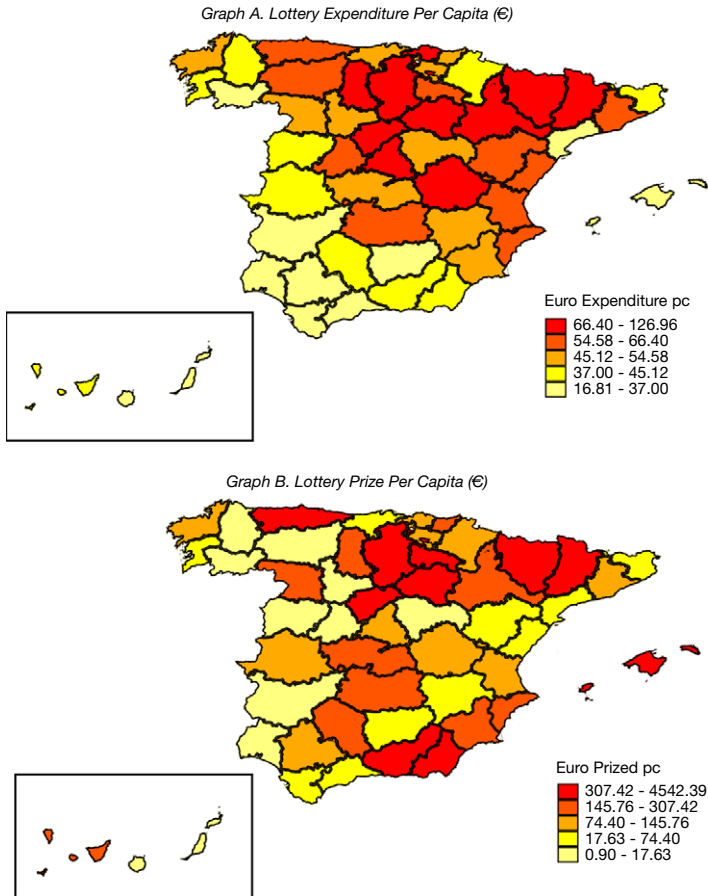 Graph A. Lottery Expenditure Per Capita (€)
Euro Expenditure pc
66.40 - 126.96
54.58 - 66.40
45.12 - 54.58
37.00 - 45.12
16.81 - 37.00
Graph B. Lottery Prize Per Capita (€)
Euro Prized pc
307.42 - 4542.39
145.76 - 307.42
74.40 - 145.76
17.63 - 74.40
0.90 - 17.63